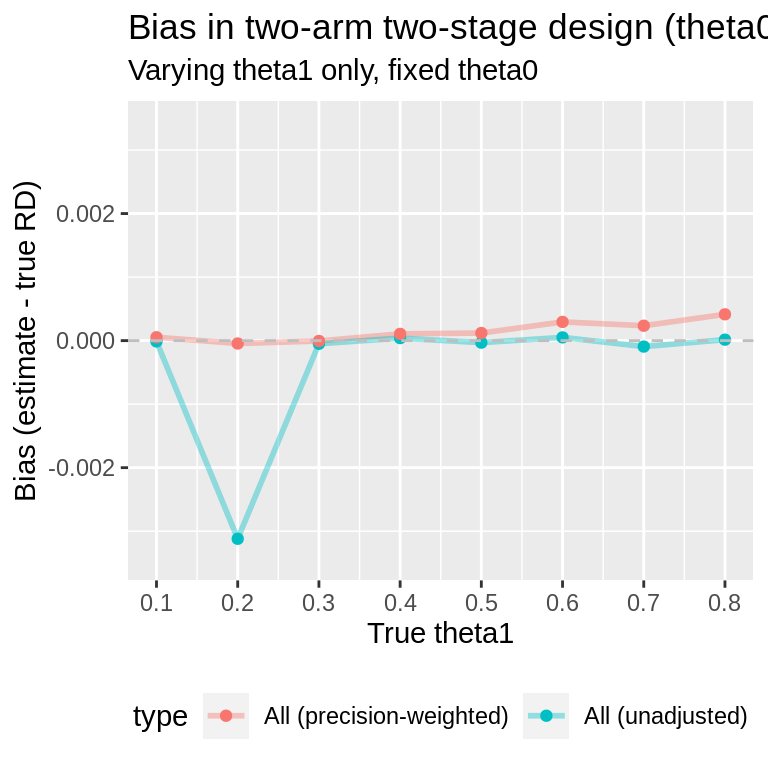 Bias in two-arm two-stage design (theta0
Varying theta1 only, fixed theta0
Bias (estimate - true RD)
0.002
0.000
-0.002
0.1 0.2 0.3 0.4 0.5 0.6 0.7 0.8
True theta1
type All (precision-weighted) All (unadjusted)